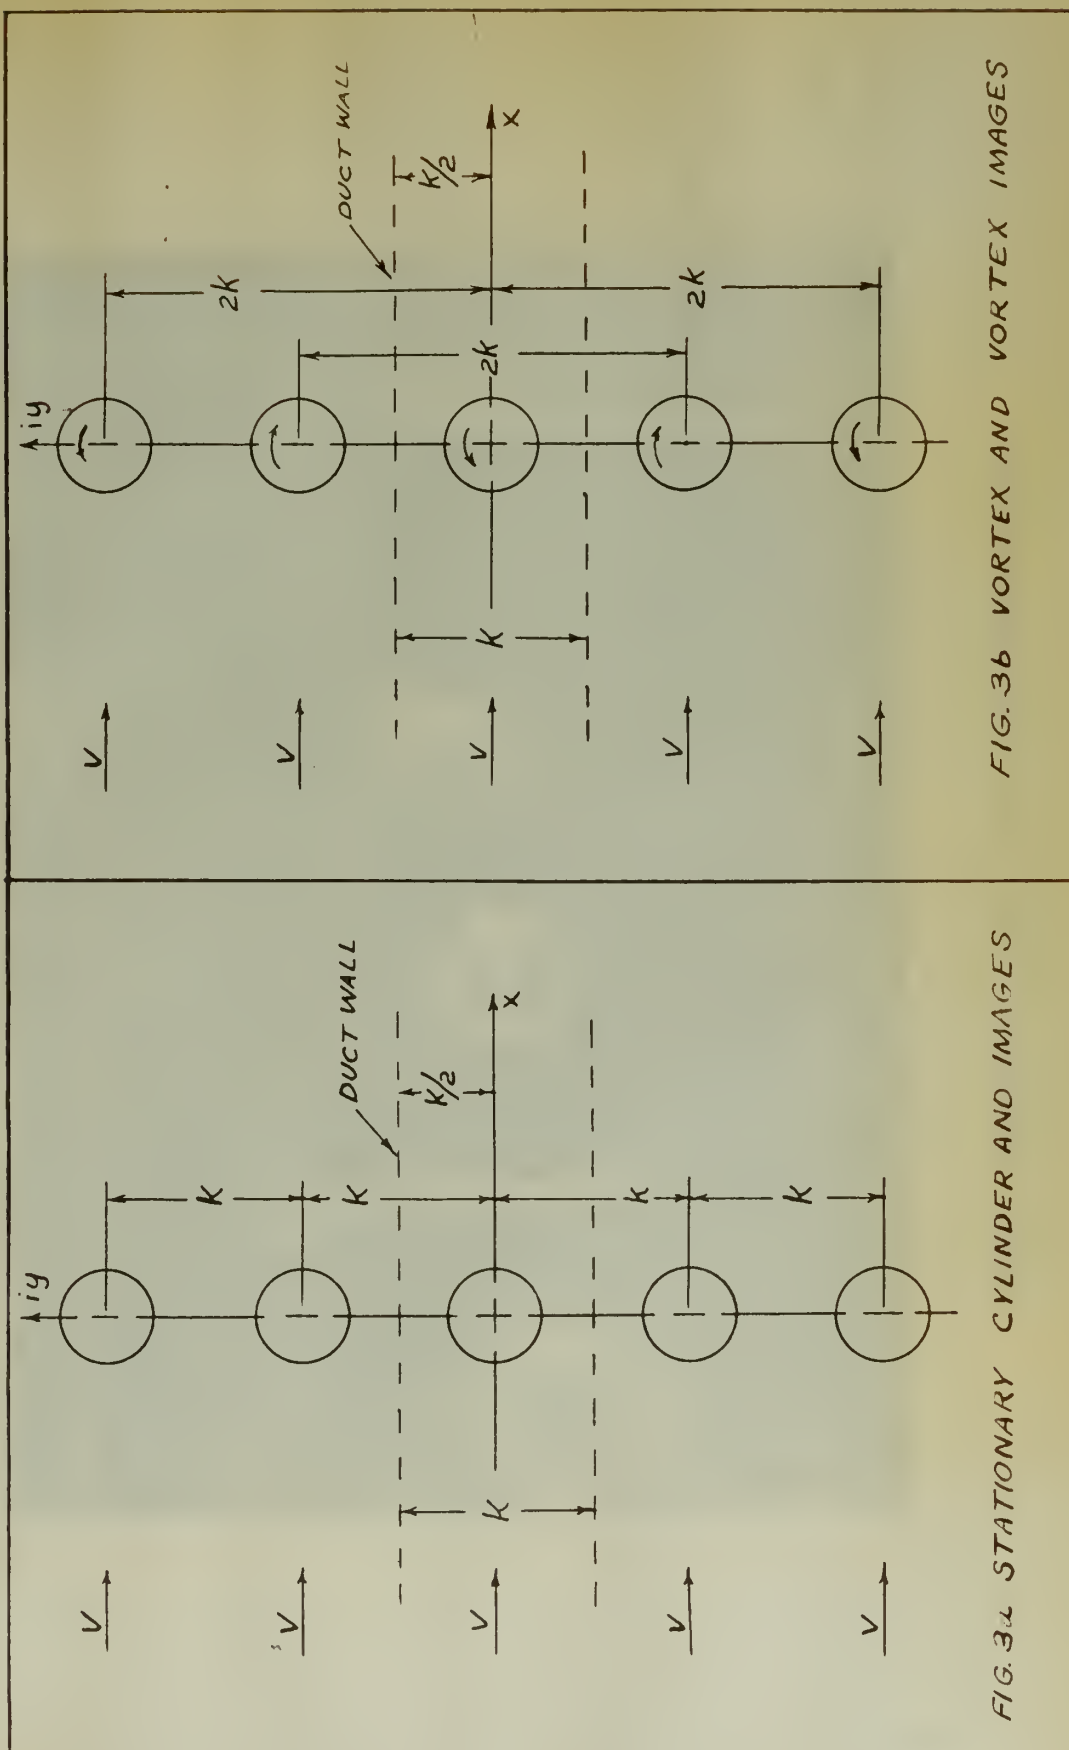 iy
V
K
V
K
DUCT WALL
K/2
V
K
x
K
V
K
V
FIG. 3a STATIONARY CYLINDER AND IMAGES
iy
V
2K
V
DUCT WALL
K/2
2K
V
K
x
V
2K
V
FIG. 3b VORTEX AND VORTEX IMAGES